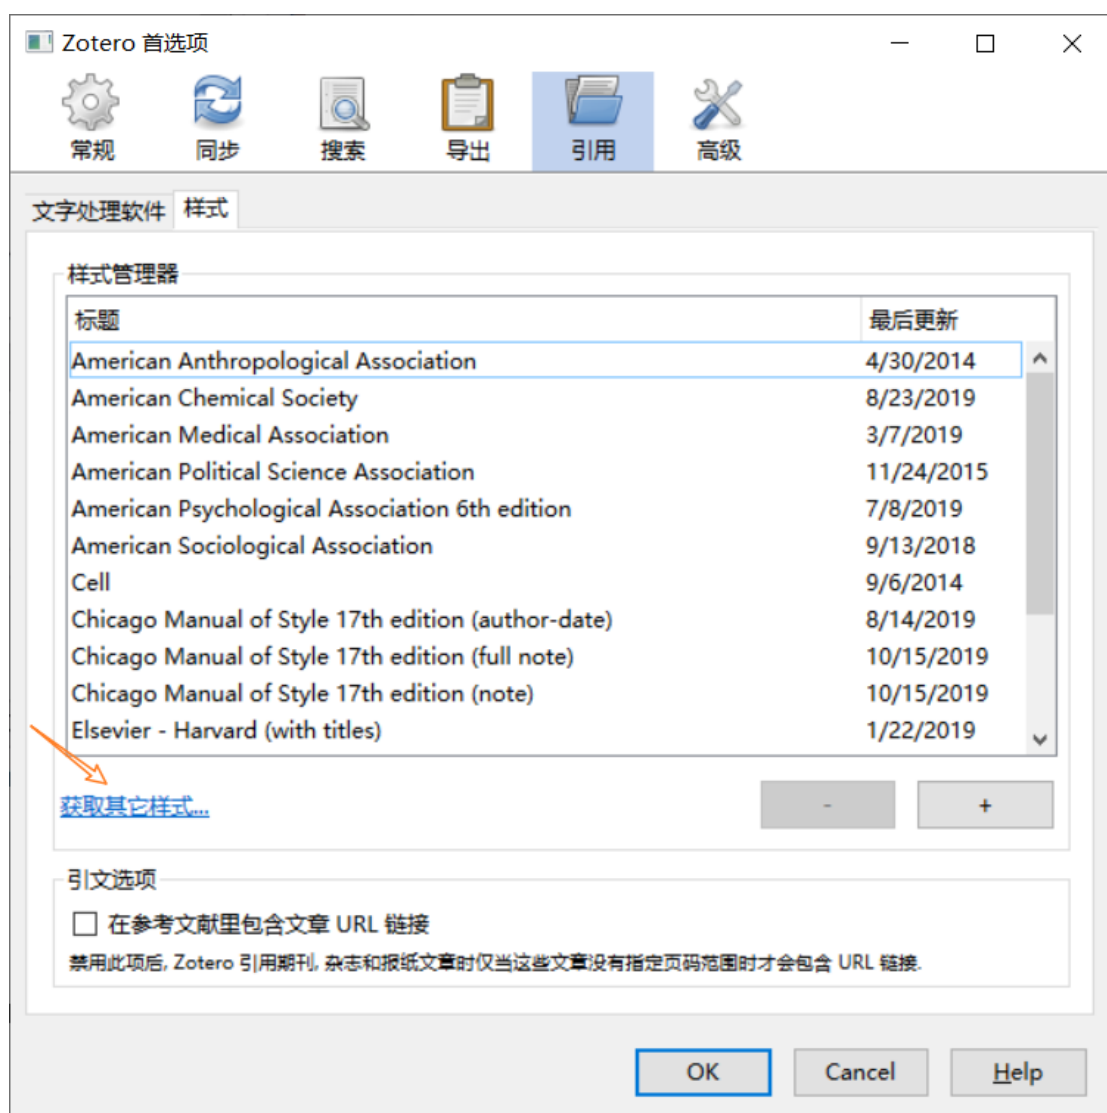 Zotero 首选项
常规 同步 搜索 导出 引用 高级
文字处理软件 样式
样式管理器
标题 最后更新
American Anthropological Association 4/30/2014
American Chemical Society 8/23/2019
American Medical Association 3/7/2019
American Political Science Association 11/24/2015
American Psychological Association 6th edition 7/8/2019
American Sociological Association 9/13/2018
Cell 9/6/2014
Chicago Manual of Style 17th edition (author-date) 8/14/2019
Chicago Manual of Style 17th edition (full note) 10/15/2019
Chicago Manual of Style 17th edition (note) 10/15/2019
Elsevier - Harvard (with titles) 1/22/2019
获取其它样式... - +
引文选项
在参考文献里包含文章 URL 链接
禁用此项后, Zotero 引用期刊, 杂志和报纸文章时仅当这些文章没有指定页码范围时才会包含 URL 链接.
OK Cancel Help